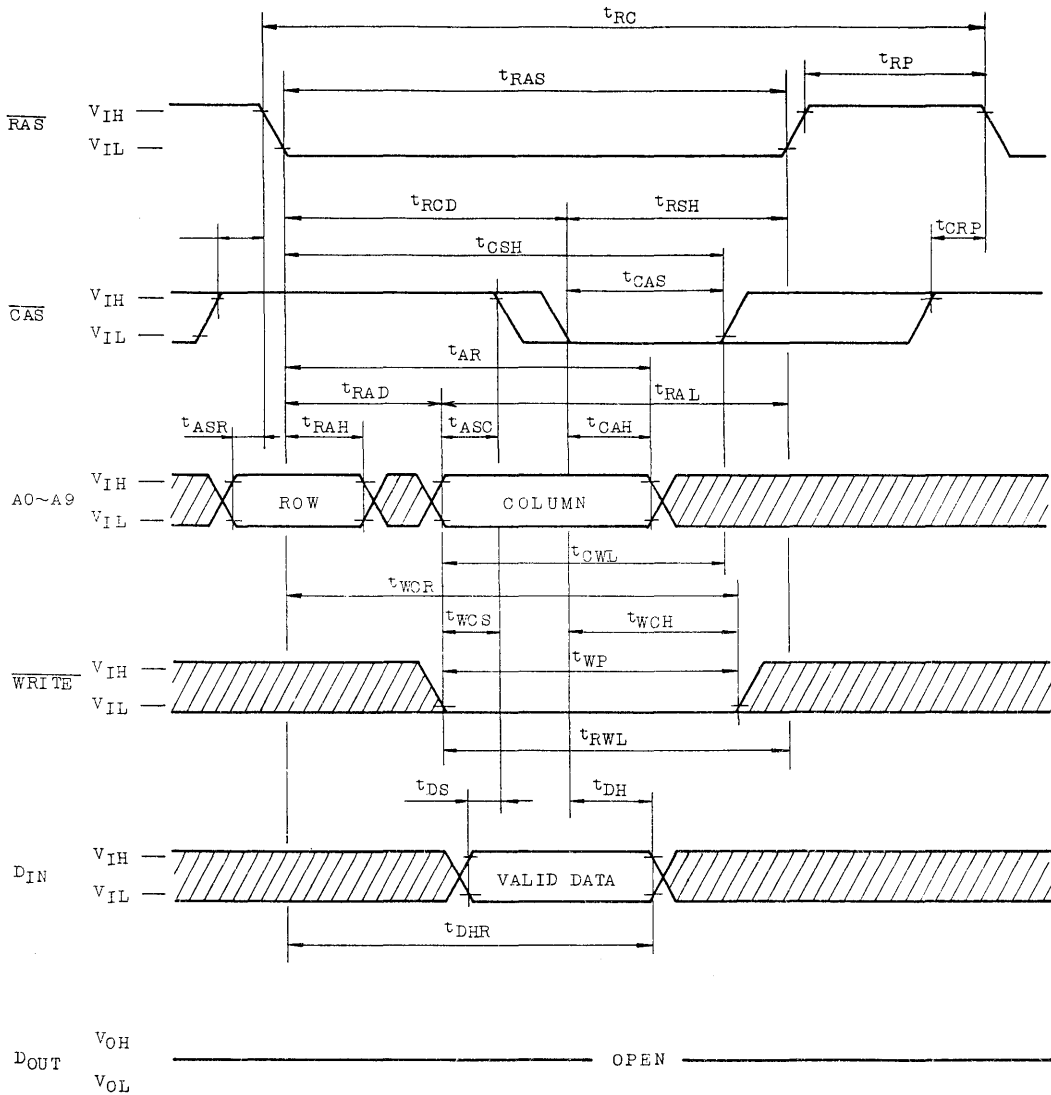 tRC
tRP
tRAS
RAS
VIH
VIL
tRCD
tRSH
tCRP
tCSH
tCAS
CAS
VIH
VIL
tAR
tRAD
tRAL
tASR
tRAH
tASC
tCAH
A0~A9
VIH
VIL
ROW
COLUMN
tCWL
tWCR
tWCS
tWCH
tWP
WRITE
VIH
VIL
tRWL
tDS
tDH
DIN
VIH
VIL
VALID DATA
tDHR
DOUT
VOH
VOL
OPEN